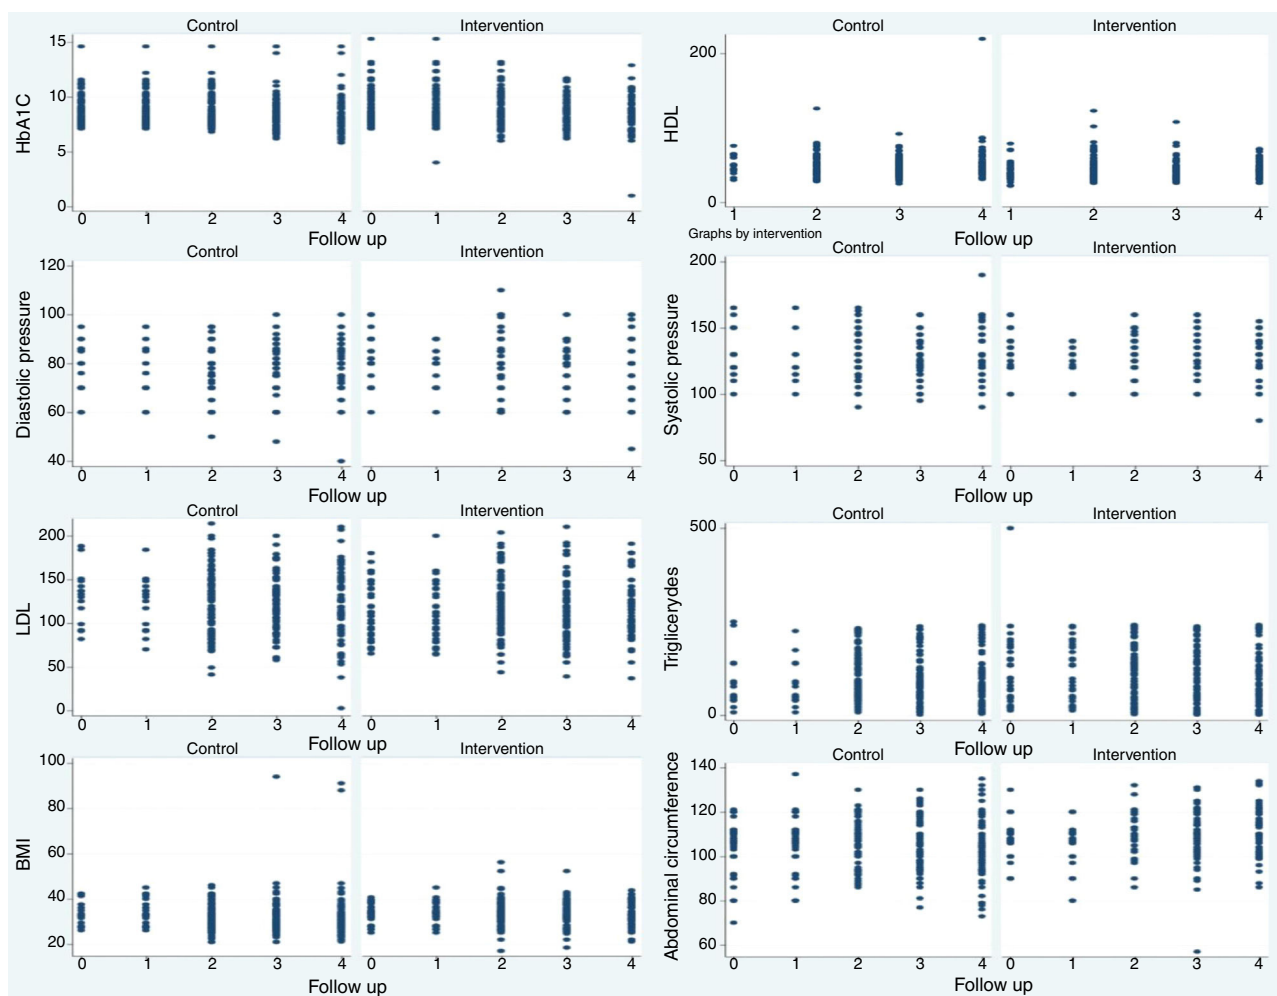 Control Intervention
15
10
5
0
HbA1C
0 1 2 3 4 0 1 2 3 4
Follow up
Control Intervention
200
0
HDL
1 2 3 4 1 2 3 4
Follow up
Graphs by intervention
Control Intervention
120
100
80
60
40
Diastolic pressure
0 1 2 3 4 0 1 2 3 4
Follow up
Control Intervention
200
150
100
50
Systolic pressure
0 1 2 3 4 0 1 2 3 4
Follow up
Control Intervention
200
150
100
50
0
LDL
0 1 2 3 4 0 1 2 3 4
Follow up
Control Intervention
500
0
Triglicerydes
0 1 2 3 4 0 1 2 3 4
Follow up
Control Intervention
100
80
60
40
20
BMI
0 1 2 3 4 0 1 2 3 4
Follow up
Control Intervention
140
120
100
80
60
Abdominal circumference
0 1 2 3 4 0 1 2 3 4
Follow up